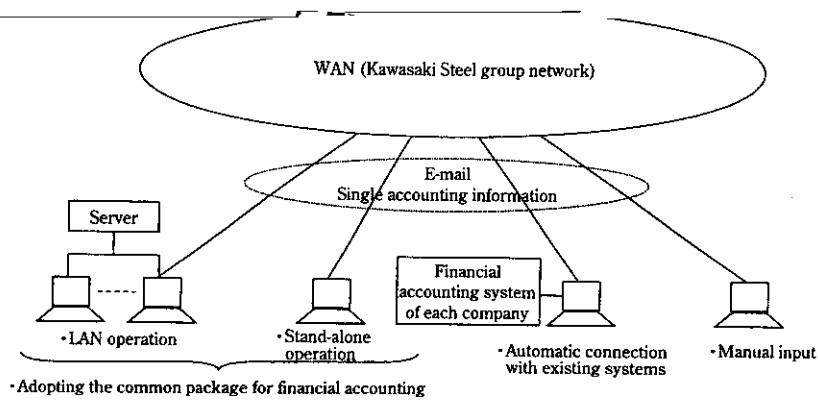 WAN (Kawasaki Steel group network)
E-mail
Single accounting information
Server
Financial
accounting system
of each company
・LAN operation
・Stand-alone
operation
・Automatic connection
with existing systems
・Manual input
・Adopting the common package for financial accounting